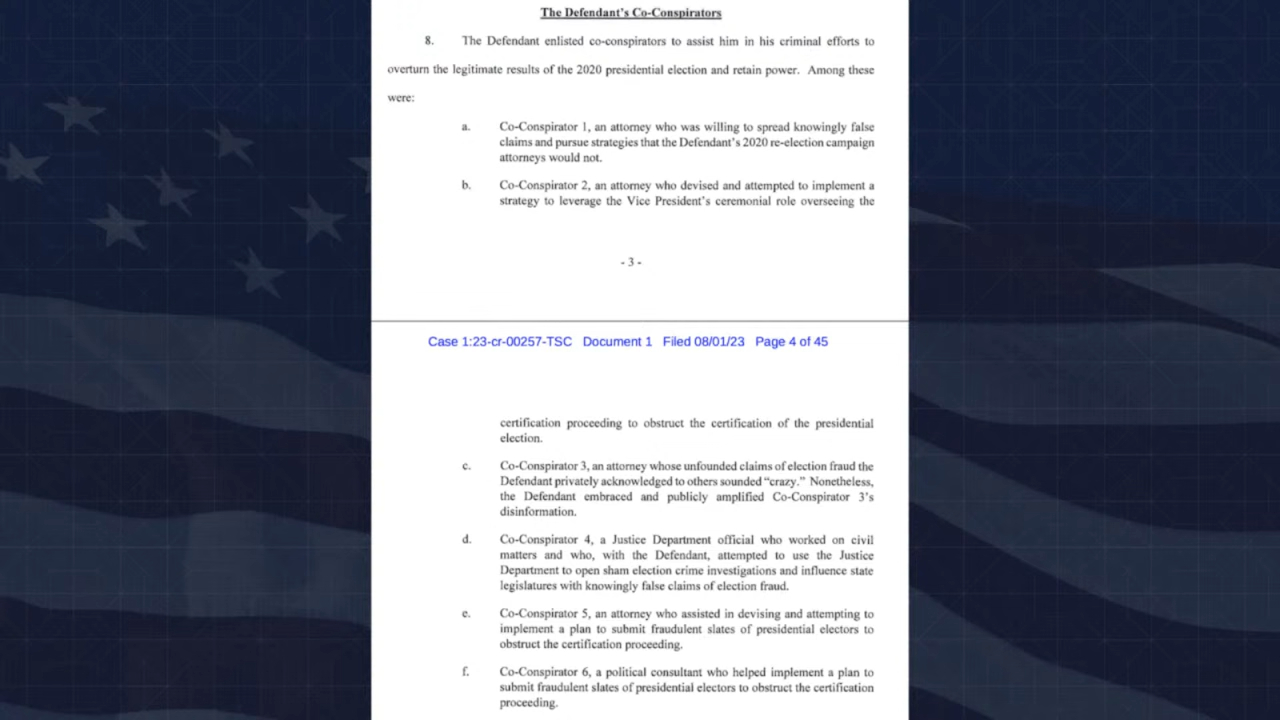 The Defendant's Co-Conspirators
8. The Defendant enlisted co-conspirators to assist him in his criminal efforts to
overturn the legitimate results of the 2020 presidential election and retain power. Among these
were:
a. Co-Conspirator 1, an attorney who was willing to spread knowingly false
claims and pursue strategies that the Defendant's 2020 re-election campaign
attorneys would not.
b. Co-Conspirator 2, an attorney who devised and attempted to implement a
strategy to leverage the Vice President's ceremonial role overseeing the
- 3 -
Case 1:23-cr-00257-TSC Document 1 Filed 08/01/23 Page 4 of 45
certification proceeding to obstruct the certification of the presidential
election.
c. Co-Conspirator 3, an attorney whose unfounded claims of election fraud the
Defendant privately acknowledged to others sounded “crazy.” Nonetheless,
the Defendant embraced and publicly amplified Co-Conspirator 3's
disinformation.
d. Co-Conspirator 4, a Justice Department official who worked on civil
matters and who, with the Defendant, attempted to use the Justice
Department to open sham election crime investigations and influence state
legislatures with knowingly false claims of election fraud.
e. Co-Conspirator 5, an attorney who assisted in devising and attempting to
implement a plan to submit fraudulent slates of presidential electors to
obstruct the certification proceeding.
f. Co-Conspirator 6, a political consultant who helped implement a plan to
submit fraudulent slates of presidential electors to obstruct the certification
proceeding.